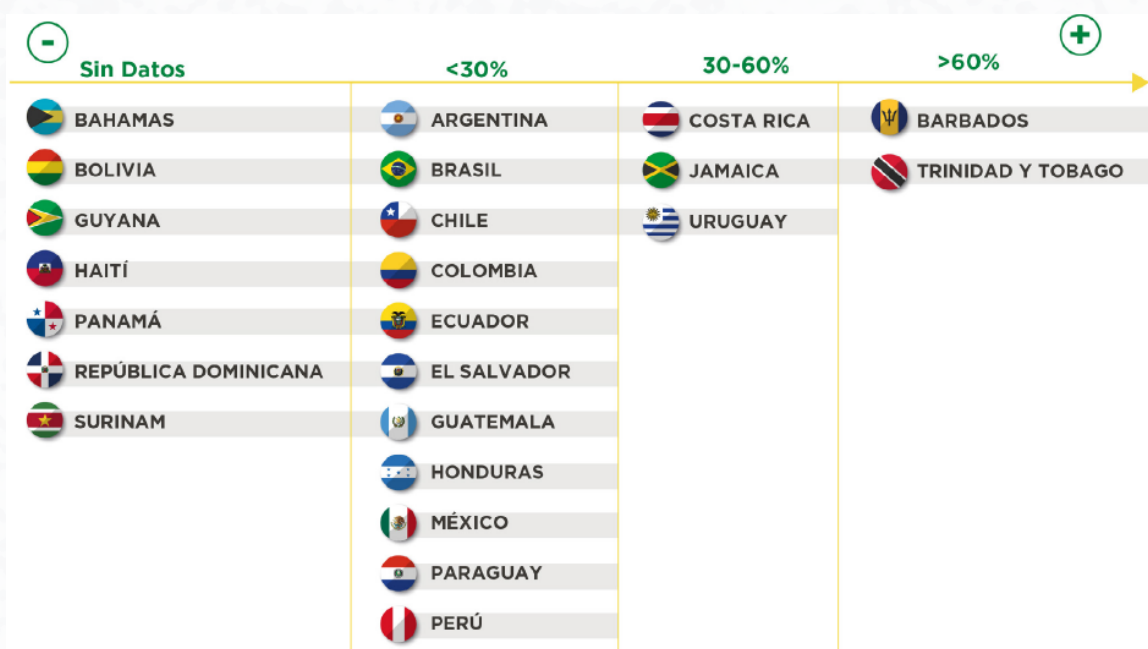 -
+
Sin Datos
<30%
30-60%
>60%
BAHAMAS
BOLIVIA
GUYANA
HAITÍ
PANAMÁ
REPÚBLICA DOMINICANA
SURINAM
ARGENTINA
BRASIL
CHILE
COLOMBIA
ECUADOR
EL SALVADOR
GUATEMALA
HONDURAS
MÉXICO
PARAGUAY
PERÚ
COSTA RICA
JAMAICA
URUGUAY
BARBADOS
TRINIDAD Y TOBAGO